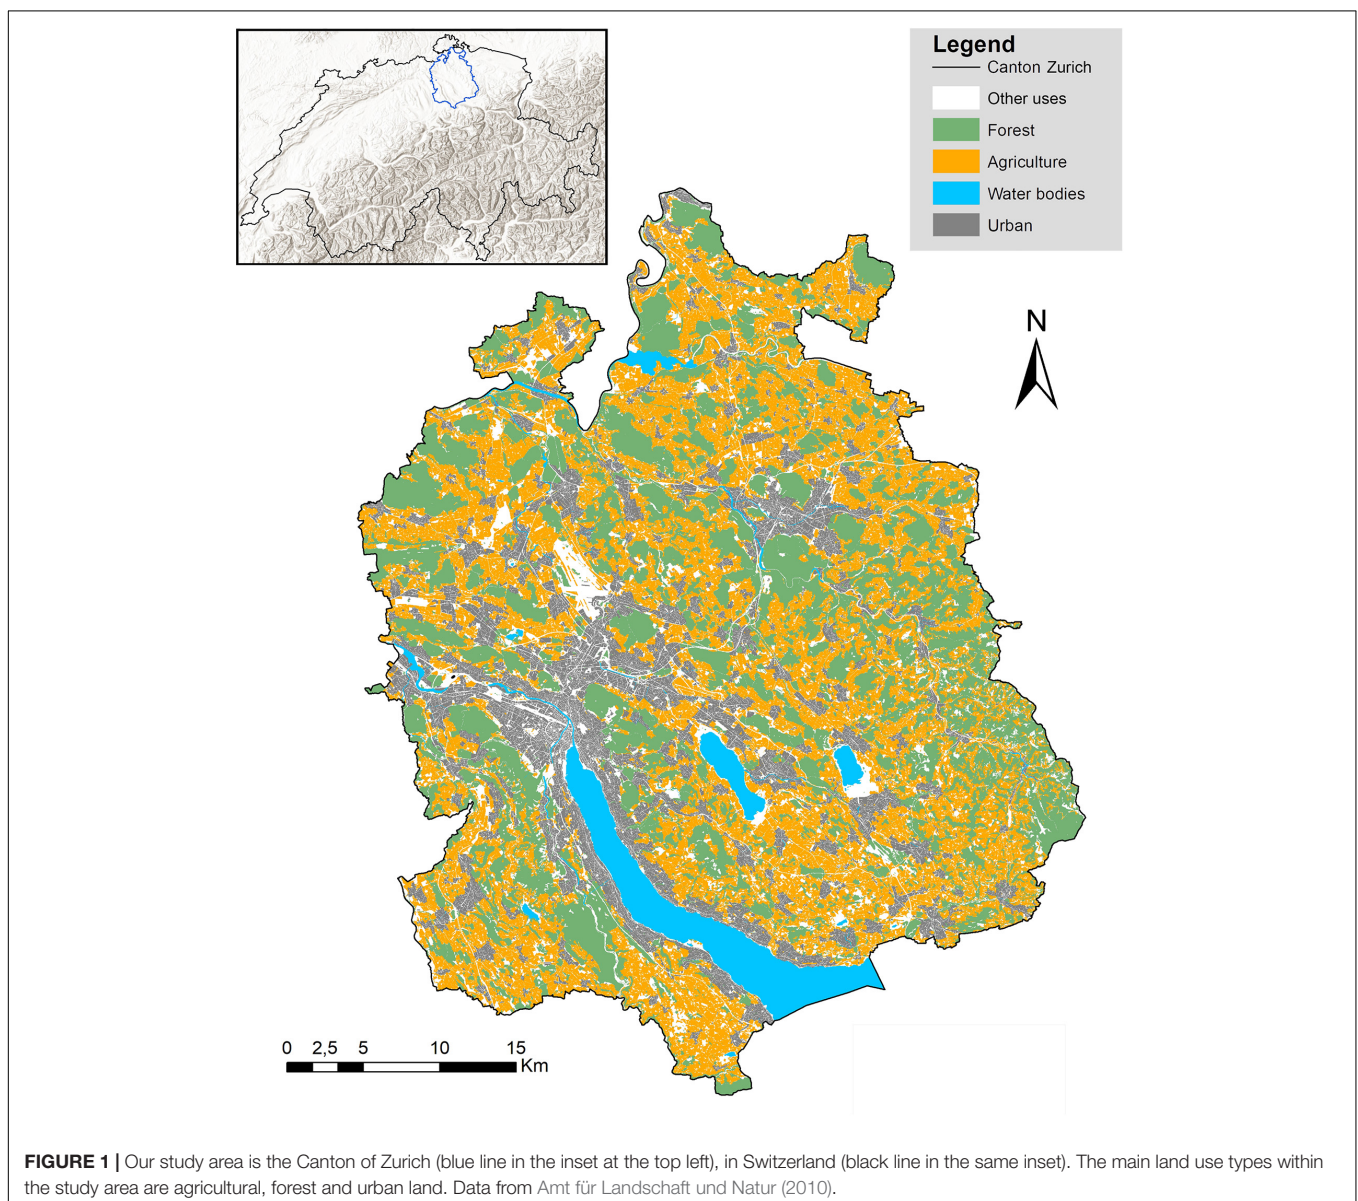 Legend
Canton Zurich
Other uses
Forest
Agriculture
Water bodies
Urban
N
0 2,5 5 10 15
Km
FIGURE 1 | Our study area is the Canton of Zurich (blue line in the inset at the top left), in Switzerland (black line in the same inset). The main land use types within
the study area are agricultural, forest and urban land. Data from Amt für Landschaft und Natur (2010).